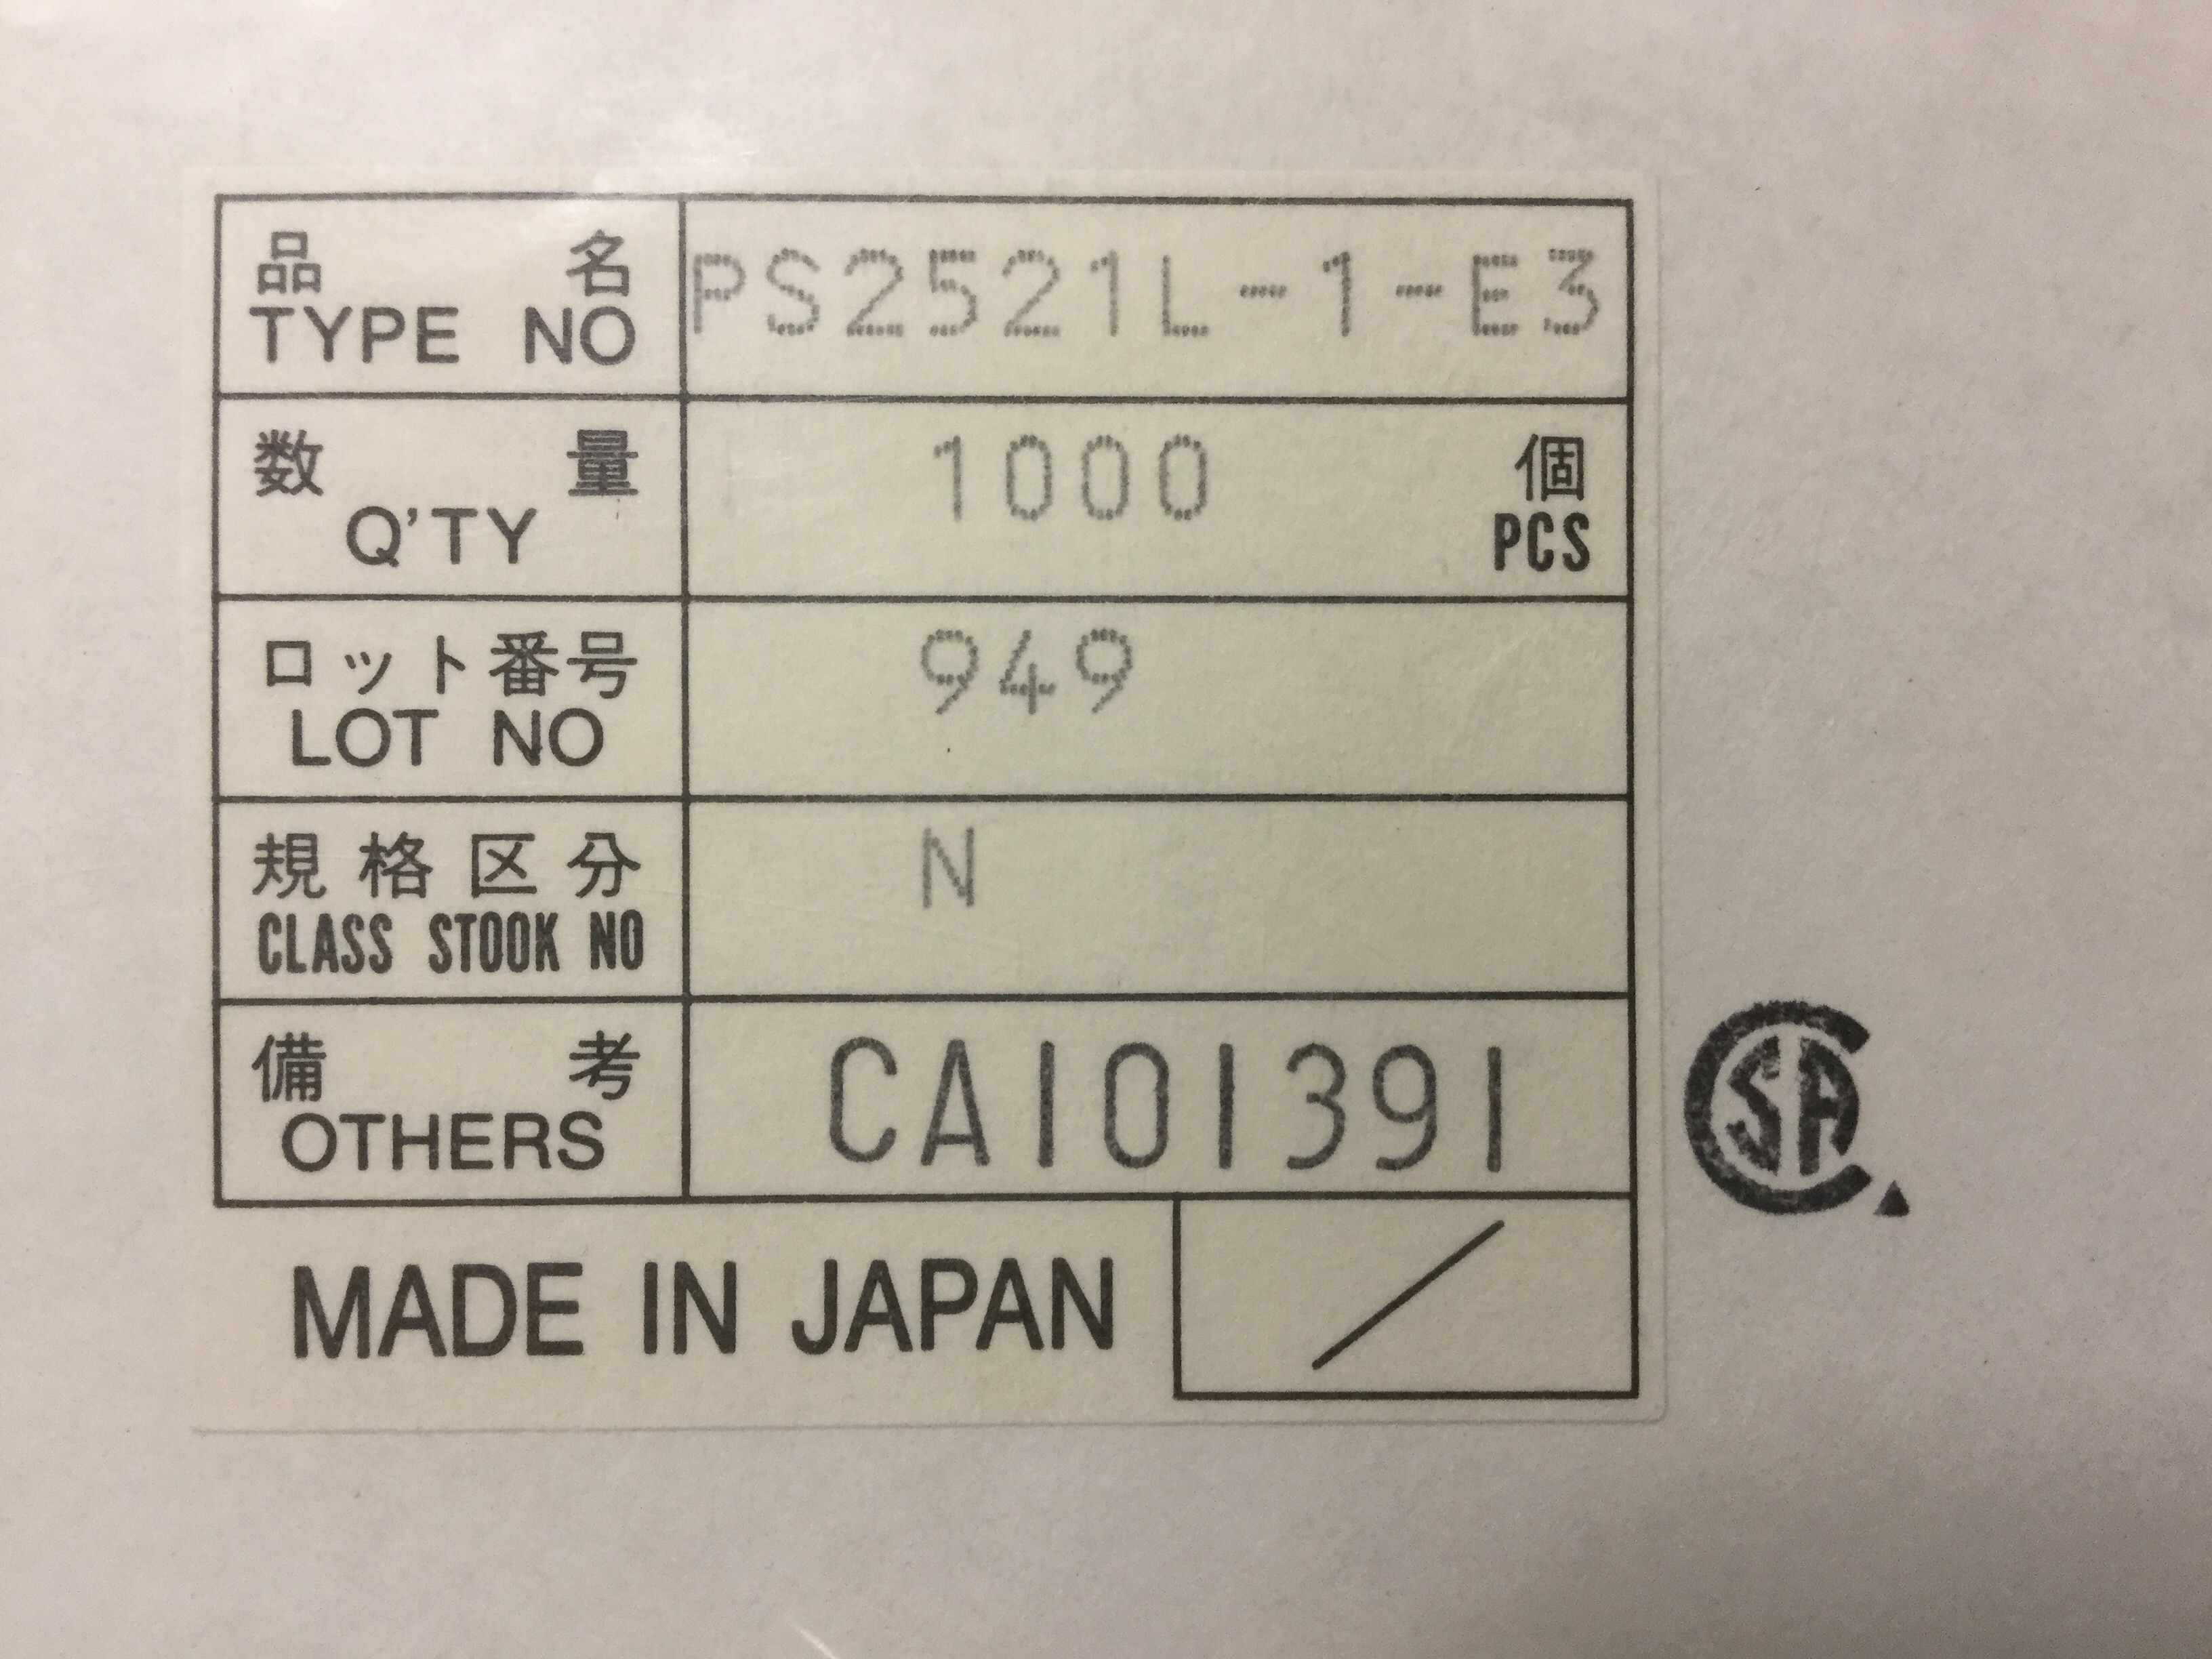 品名 PS2521L-1-E3
TYPE NO
数量 1000 個
Q'TY PCS
ロット番号 949
LOT NO
規格区分 N
CLASS STOOK NO
備考 CA101391
OTHERS
CSA
MADE IN JAPAN /